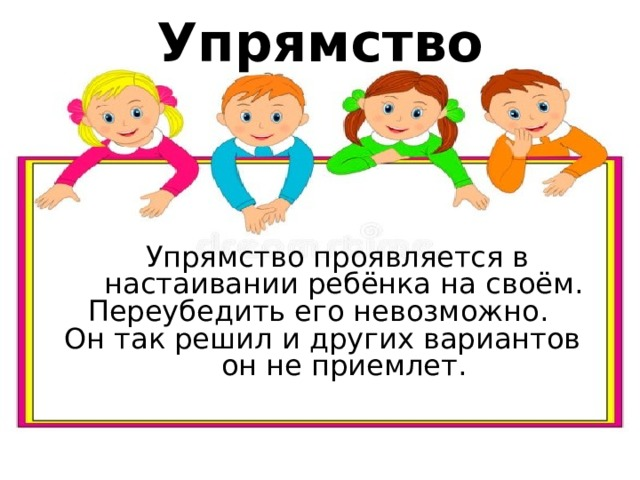 Упрямство
Упрямство проявляется в
настаивании ребёнка на своём.
Переубедить его невозможно.
Он так решил и других вариантов
он не приемлет.